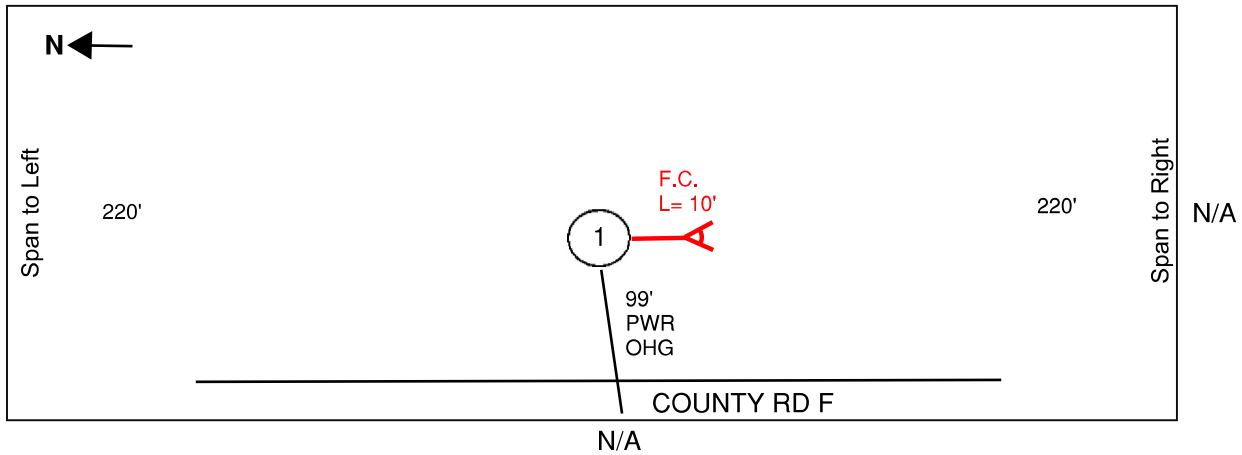 N
Span to Left
220'
F.C.
L= 10'
1
99'
PWR
OHG
220'
Span to Right
N/A
COUNTY RD F
N/A